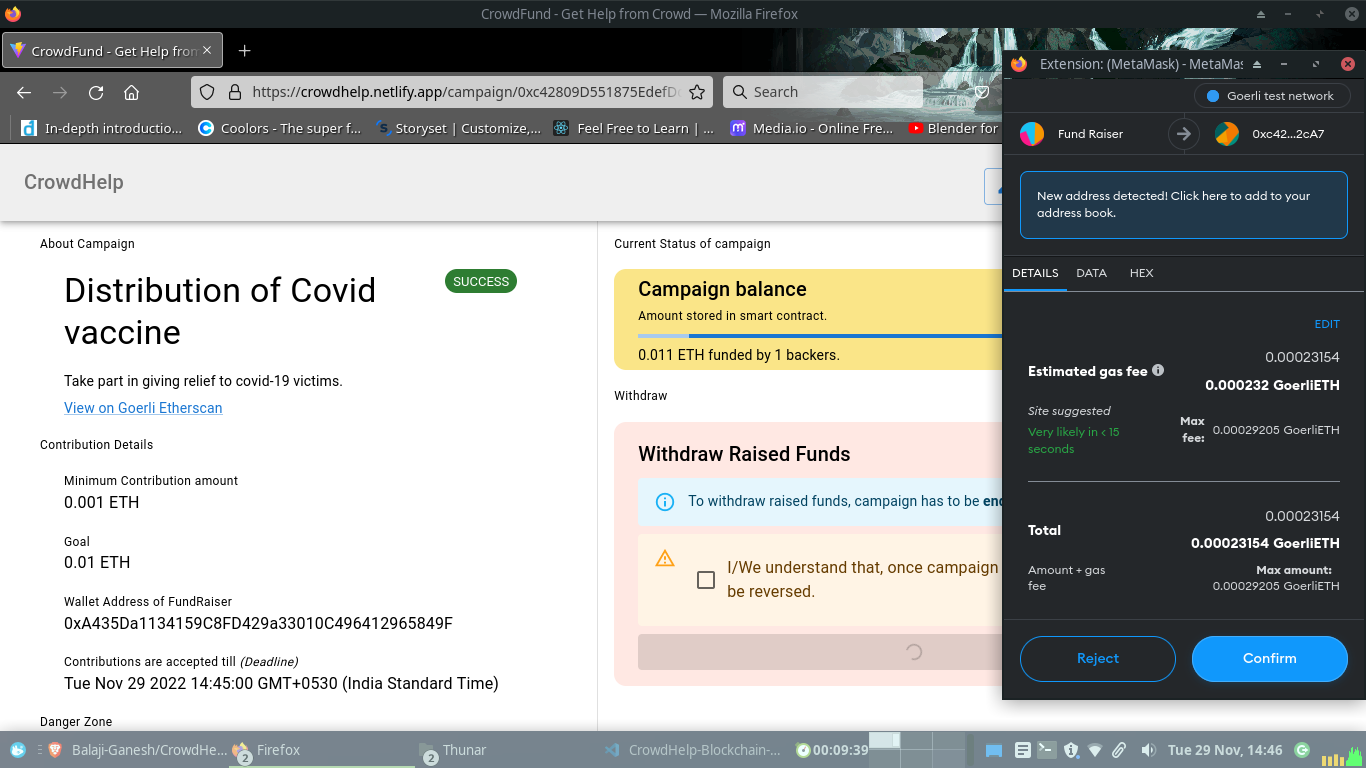 CrowdFund - Get Help from Crowd — Mozilla Firefox
CrowdFund - Get Help from
https://crowdhelp.netlify.app/campaign/0xc42809D551875EdefD
Search
In-depth introductio...
Coolors - The super f...
Storyset | Customize,...
Feel Free to Learn | ...
Media.io - Online Fre...
Blender for
CrowdHelp
About Campaign
Distribution of Covid
vaccine
SUCCESS
Take part in giving relief to covid-19 victims.
View on Goerli Etherscan
Contribution Details
Minimum Contribution amount
0.001 ETH
Goal
0.01 ETH
Wallet Address of FundRaiser
0xA435Da1134159C8FD429a33010C496412965849F
Contributions are accepted till (Deadline)
Tue Nov 29 2022 14:45:00 GMT+0530 (India Standard Time)
Danger Zone
Current Status of campaign
Campaign balance
Amount stored in smart contract.
0.011 ETH funded by 1 backers.
Withdraw
Withdraw Raised Funds
To withdraw raised funds, campaign has to be
I/We understand that, once campaign
be reversed.
Extension: (MetaMask) - MetaMas
Goerli test network
Fund Raiser
0xc42...2cA7
New address detected! Click here to add to your
address book.
DETAILS
DATA
HEX
EDIT
Estimated gas fee
0.00023154
0.000232 GoerliETH
Site suggested
Very likely in < 15
seconds
Max
fee:
0.00029205 GoerliETH
Total
0.00023154
0.00023154 GoerliETH
Amount + gas
fee
Max amount:
0.00029205 GoerliETH
Reject
Confirm
Balaji-Ganesh/CrowdHe...
2
Firefox
2
Thunar
CrowdHelp-Blockchain-...
00:09:39
Tue 29 Nov, 14:46